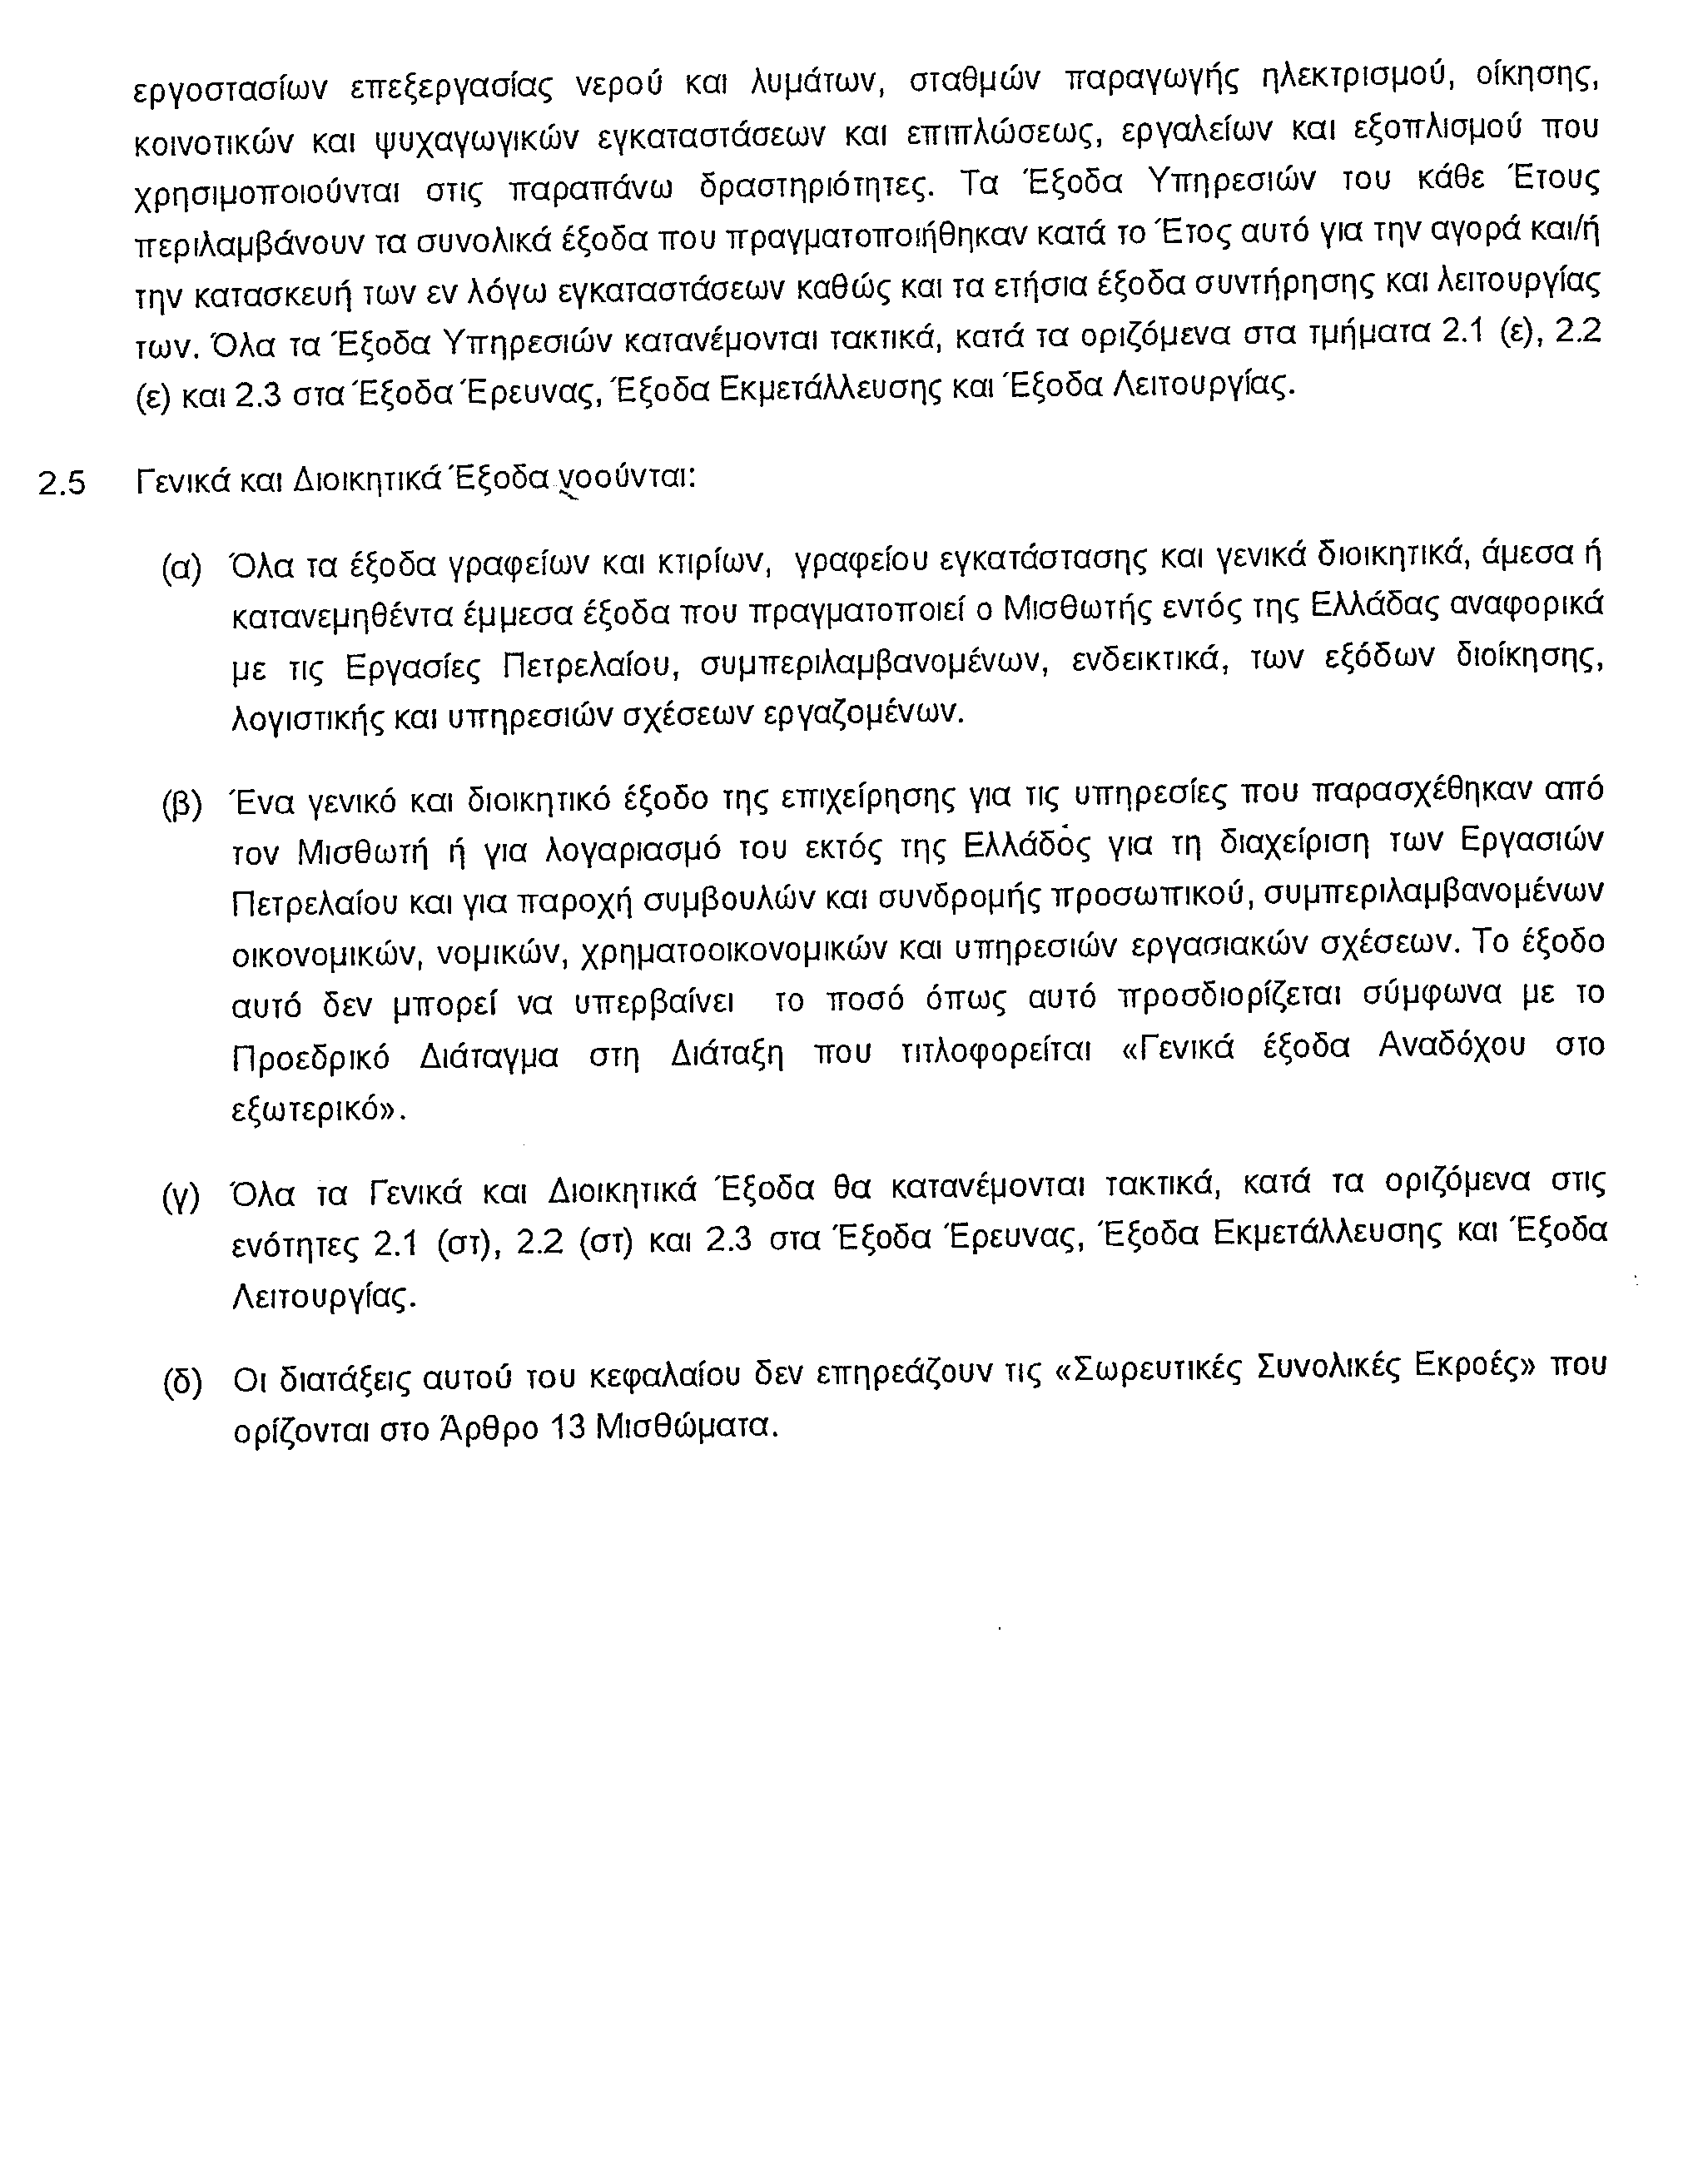 εργοστασίων επεξεργασίας νερού και λυμάτων, σταθμών παραγωγής ηλεκτρισμού, οίκησης,
κοινοτικών και ψυχαγωγικών εγκαταστάσεων και επιπλώσεως, εργαλείων και εξοπλισμού που
χρησιμοποιούνται στις παραπάνω δραστηριότητες. Τα Έξοδα Υπηρεσιών του κάθε Έτους
περιλαμβάνουν τα συνολικά έξοδα που πραγματοποιήθηκαν κατά το Έτος αυτό για την αγορά και/ή
την κατασκευή των εν λόγω εγκαταστάσεων καθώς και τα ετήσια έξοδα συντήρησης και λειτουργίας
των. Όλα τα Έξοδα Υπηρεσιών κατανέμονται τακτικά, κατά τα οριζόμενα στα τμήματα 2.1 (ε), 2.2
(ε) και 2.3 στα Έξοδα Έρευνας, Έξοδα Εκμετάλλευσης και Έξοδα Λειτουργίας.
2.5 Γενικά και Διοικητικά Έξοδα νοούνται:
(α) Όλα τα έξοδα γραφείων και κτιρίων, γραφείου εγκατάστασης και γενικά διοικητικά, άμεσα ή
κατανεμηθέντα έμμεσα έξοδα που πραγματοποιεί ο Μισθωτής εντός της Ελλάδας αναφορικά
με τις Εργασίες Πετρελαίου, συμπεριλαμβανομένων, ενδεικτικά, των εξόδων διοίκησης,
λογιστικής και υπηρεσιών σχέσεων εργαζομένων.
(β) Ένα γενικό και διοικητικό έξοδο της επιχείρησης για τις υπηρεσίες που παρασχέθηκαν από
τον Μισθωτή ή για λογαριασμό του εκτός της Ελλάδος για τη διαχείριση των Εργασιών
Πετρελαίου και για παροχή συμβουλών και συνδρομής προσωπικού, συμπεριλαμβανομένων
οικονομικών, νομικών, χρηματοοικονομικών και υπηρεσιών εργασιακών σχέσεων. Το έξοδο
αυτό δεν μπορεί να υπερβαίνει το ποσό όπως αυτό προσδιορίζεται σύμφωνα με το
Προεδρικό Διάταγμα στη Διάταξη που τιτλοφορείται «Γενικά έξοδα Αναδόχου στο
εξωτερικό».
(γ) Όλα τα Γενικά και Διοικητικά Έξοδα θα κατανέμονται τακτικά, κατά τα οριζόμενα στις
ενότητες 2.1 (στ), 2.2 (στ) και 2.3 στα Έξοδα Έρευνας, Έξοδα Εκμετάλλευσης και Έξοδα
Λειτουργίας.
(δ) Οι διατάξεις αυτού του κεφαλαίου δεν επηρεάζουν τις «Σωρευτικές Συνολικές Εκροές» που
ορίζονται στο Άρθρο 13 Μισθώματα.